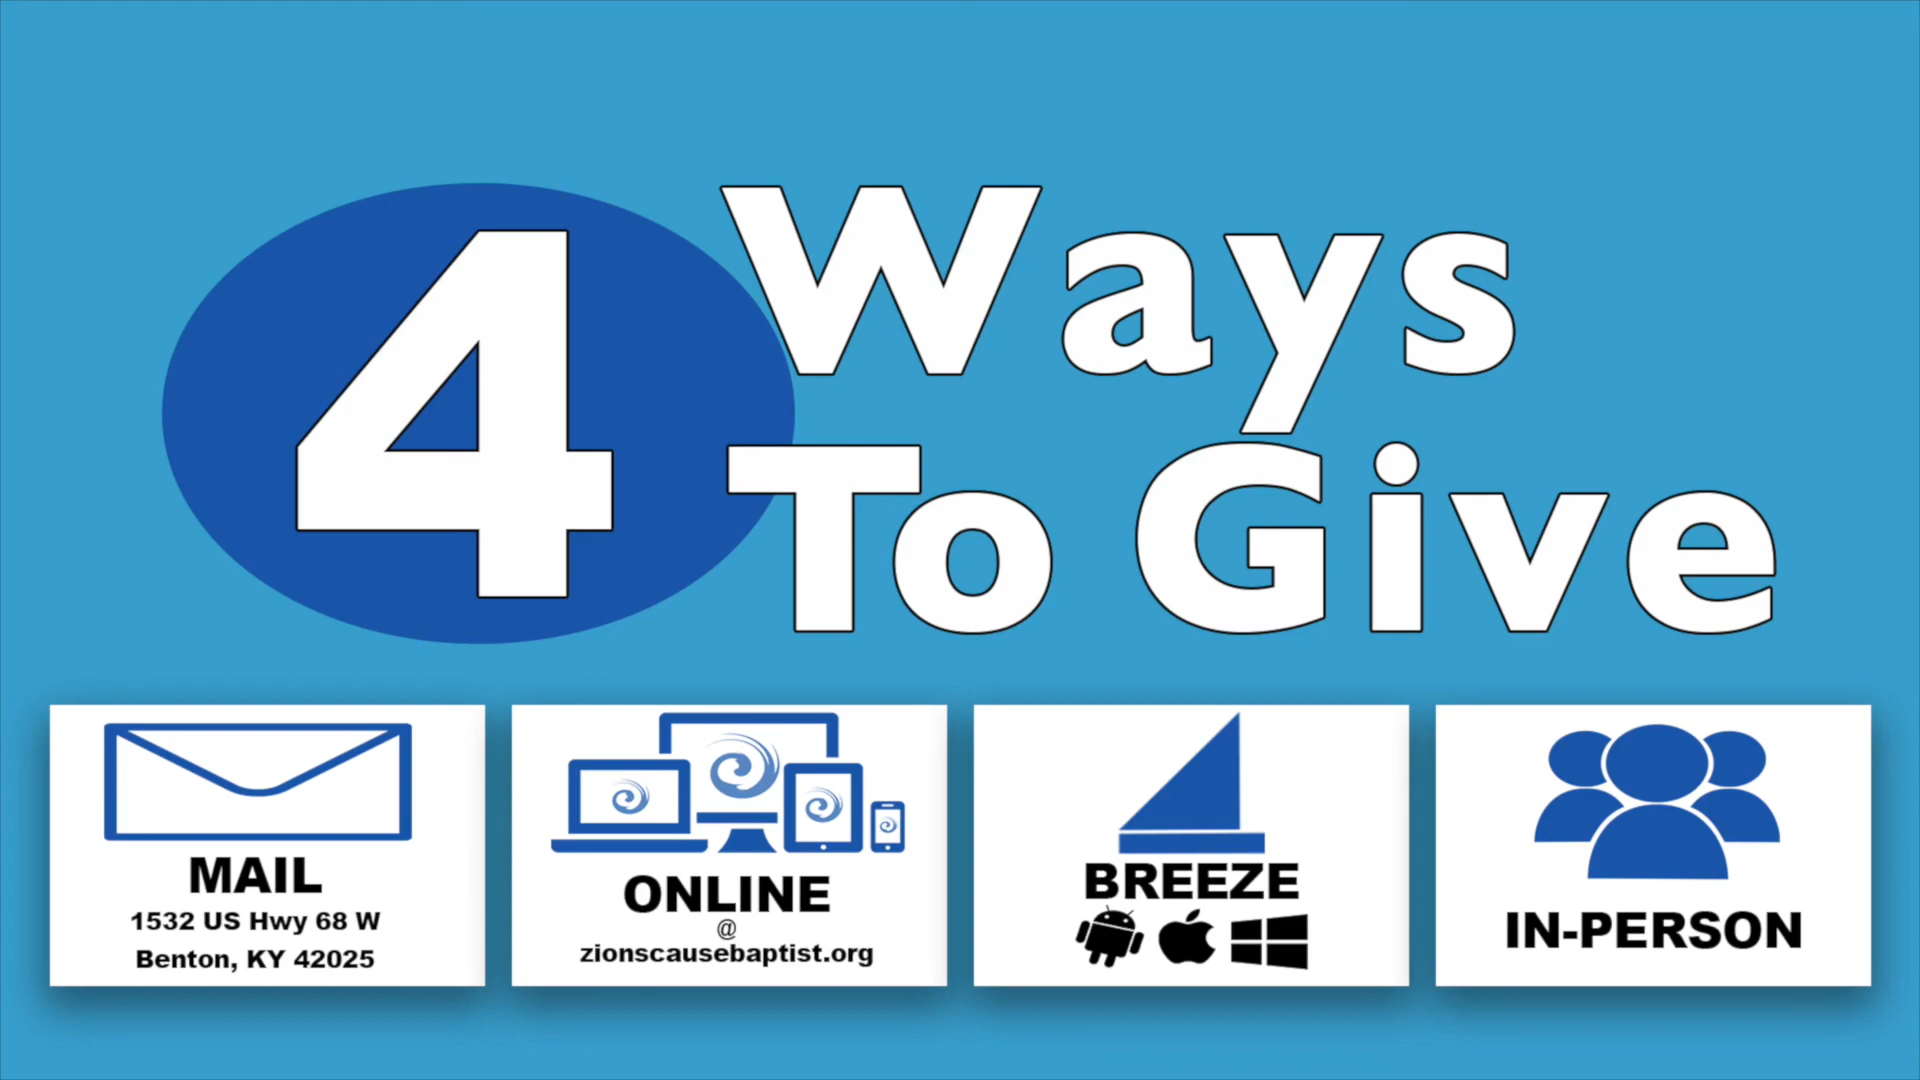 4 Ways
To Give
MAIL
1532 US Hwy 68 W
Benton, KY 42025
ONLINE
@
zionscausebaptist.org
BREEZE
IN-PERSON